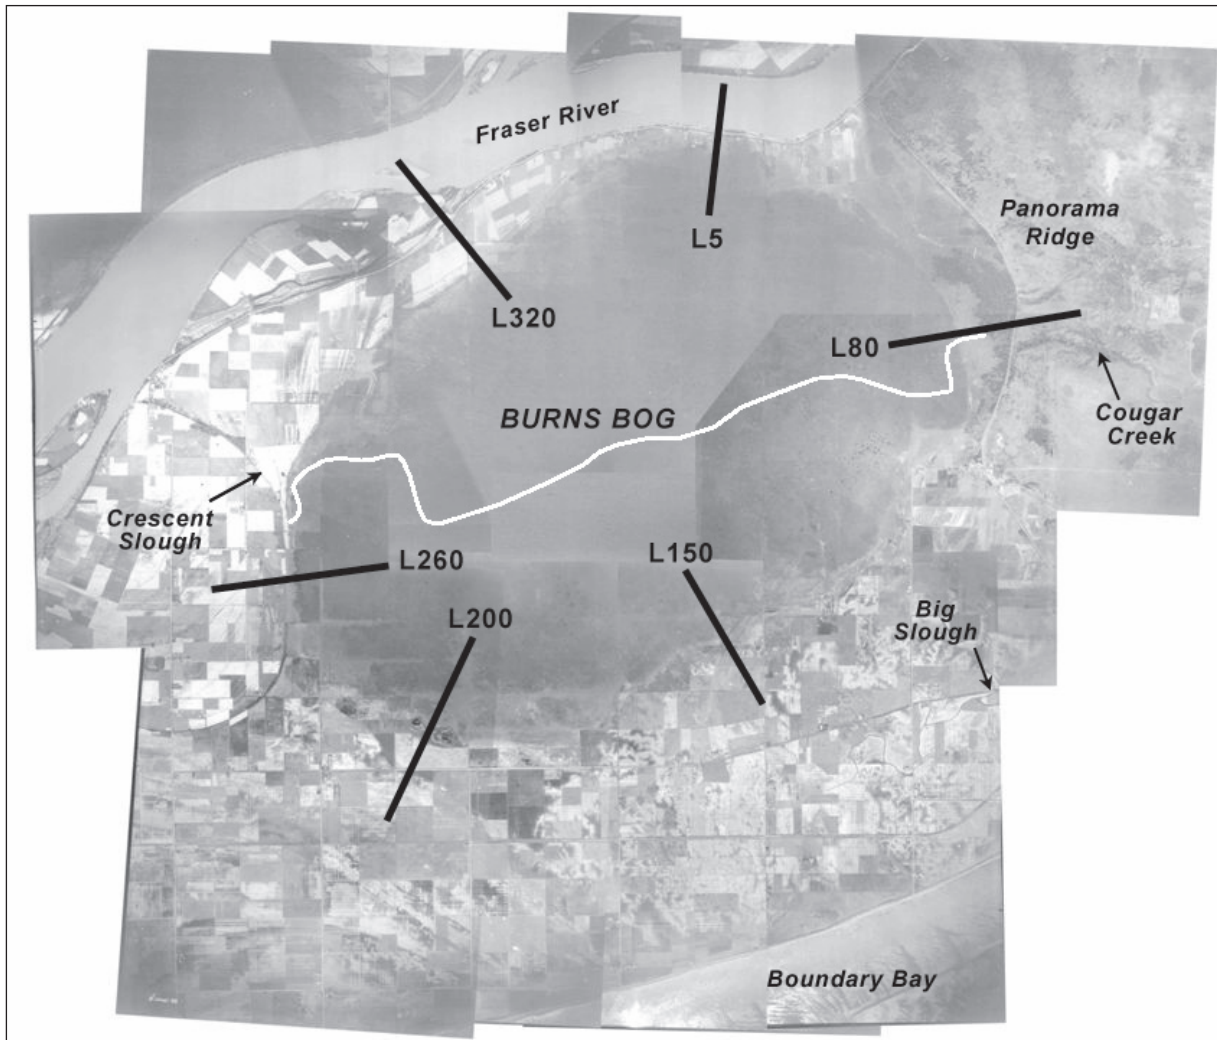 Fraser River
Panorama
Ridge
L5
L320
L80
BURNS BOG
Cougar
Creek
Crescent
Slough
L260
L150
L200
Big
Slough
Boundary Bay